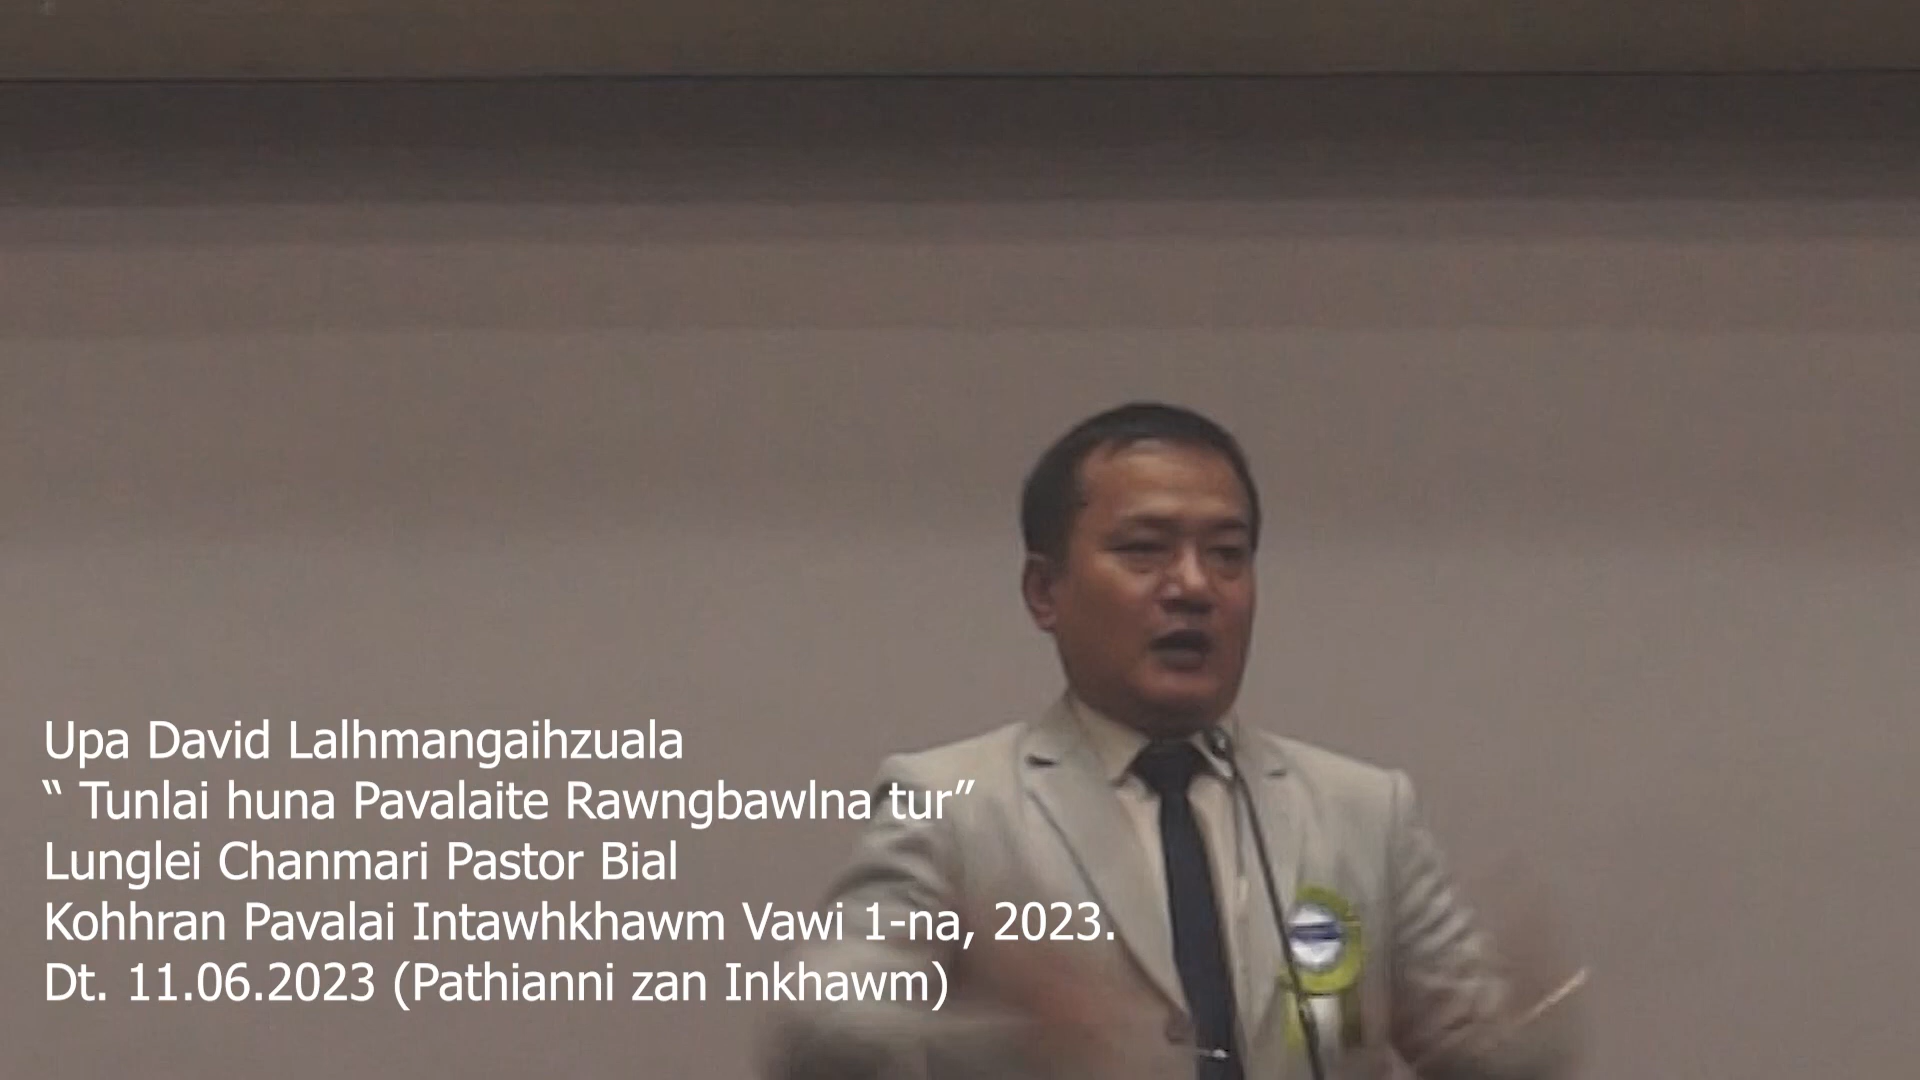 Upa David Lalhmangaihzuala
“ Tunlai huna Pavalaite Rawngbawlna tur”
Lunglei Chanmari Pastor Bial
Kohhran Pavalai Intawhkhawm Vawi 1-na, 2023.
Dt. 11.06.2023 (Pathianni zan Inkhawm)